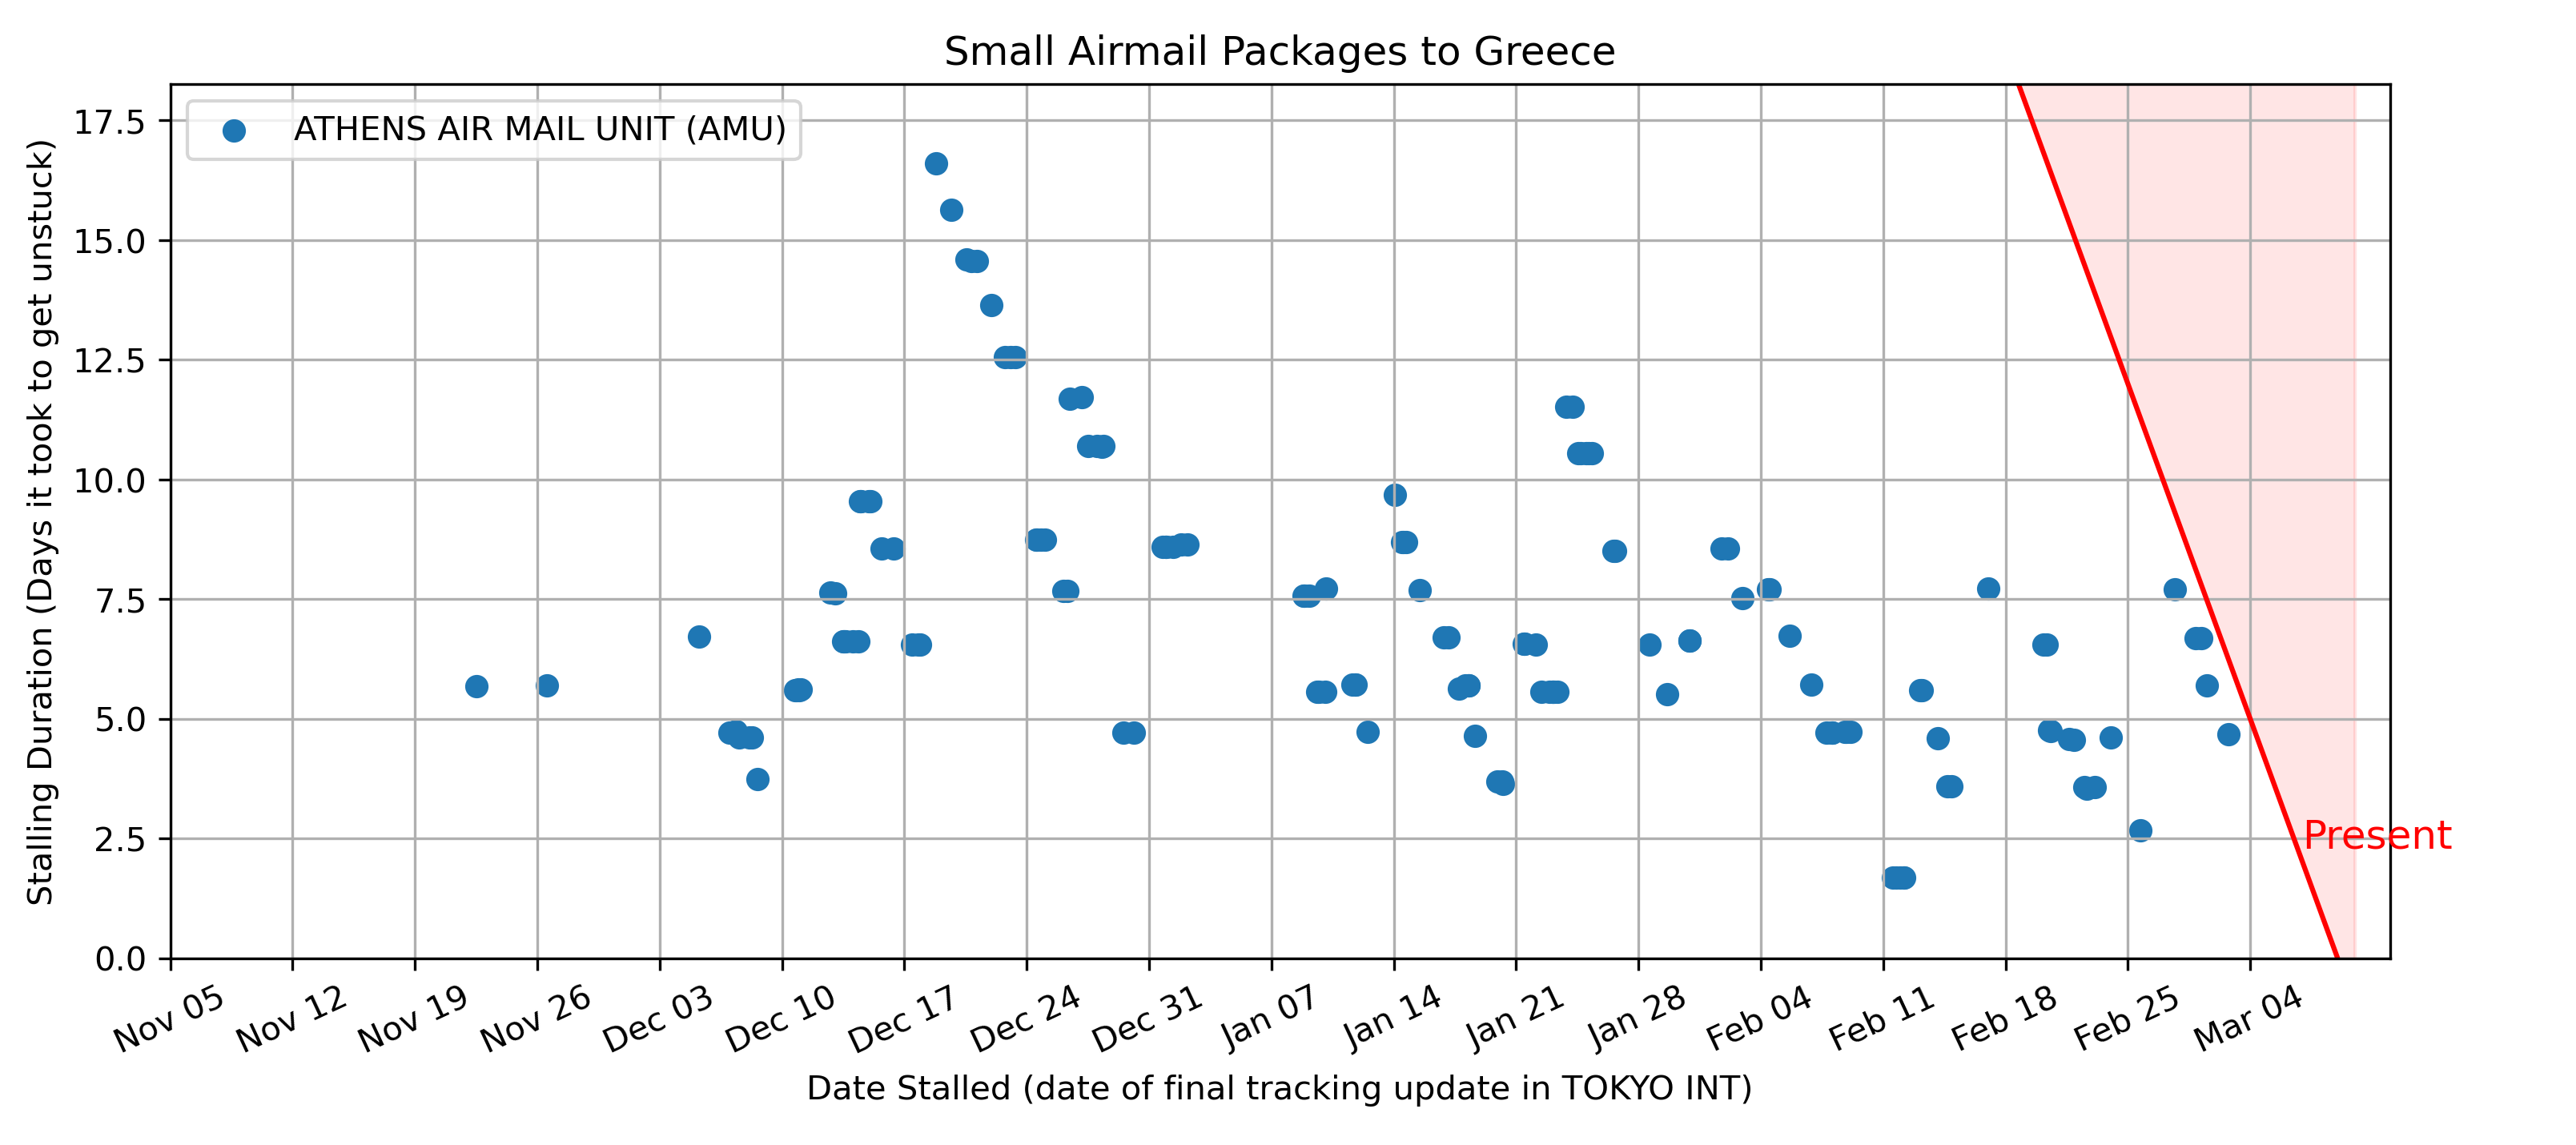 Small Airmail Packages to Greece
ATHENS AIR MAIL UNIT (AMU)
Stalling Duration (Days it took to get unstuck)
17.5
15.0
12.5
10.0
7.5
5.0
2.5
0.0
Present
Nov 05
Nov 12
Nov 19
Nov 26
Dec 03
Dec 10
Dec 17
Dec 24
Dec 31
Jan 07
Jan 14
Jan 21
Jan 28
Feb 04
Feb 11
Feb 18
Feb 25
Mar 04
Date Stalled (date of final tracking update in TOKYO INT)